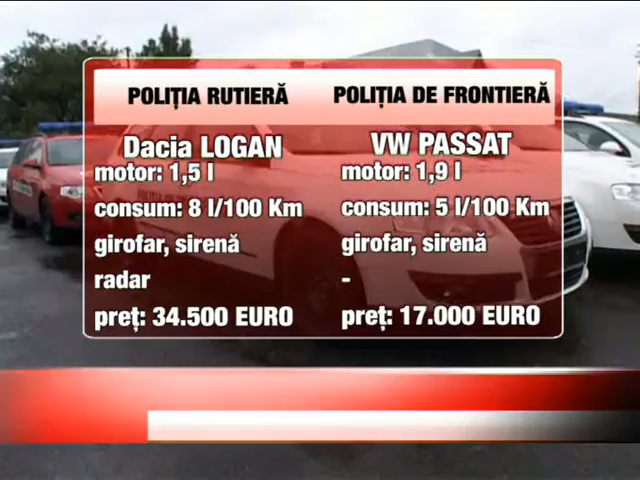 POLIȚIA RUTIERĂ
Dacia LOGAN
motor: 1,5 l
consum: 8 l/100 Km
girofar, sirenă
radar
preț: 34.500 EURO
POLIȚIA DE FRONTIERĂ
VW PASSAT
motor: 1,9 l
consum: 5 l/100 Km
girofar, sirenă
-
preț: 17.000 EURO